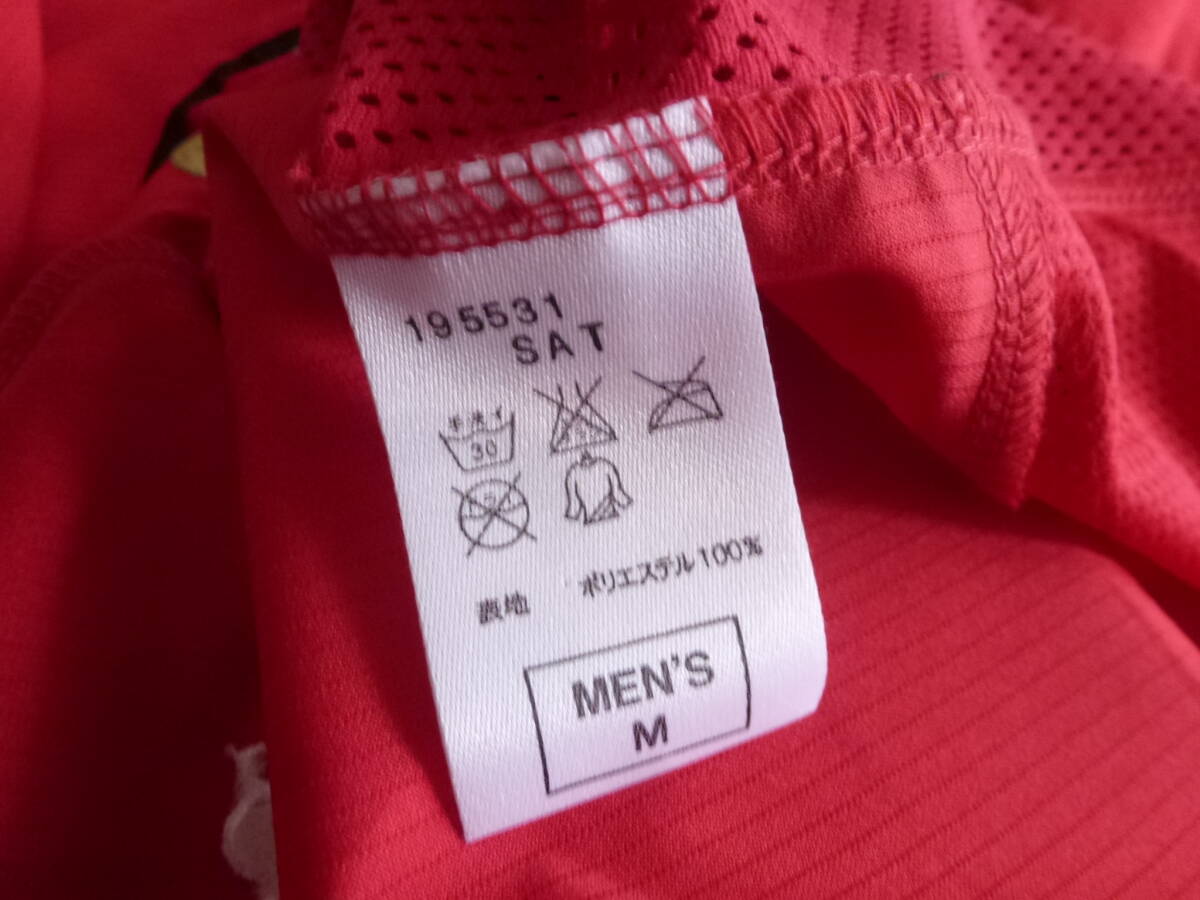 195531
SAT
手洗イ
30
表地 ポリエステル100%
MEN'S
M